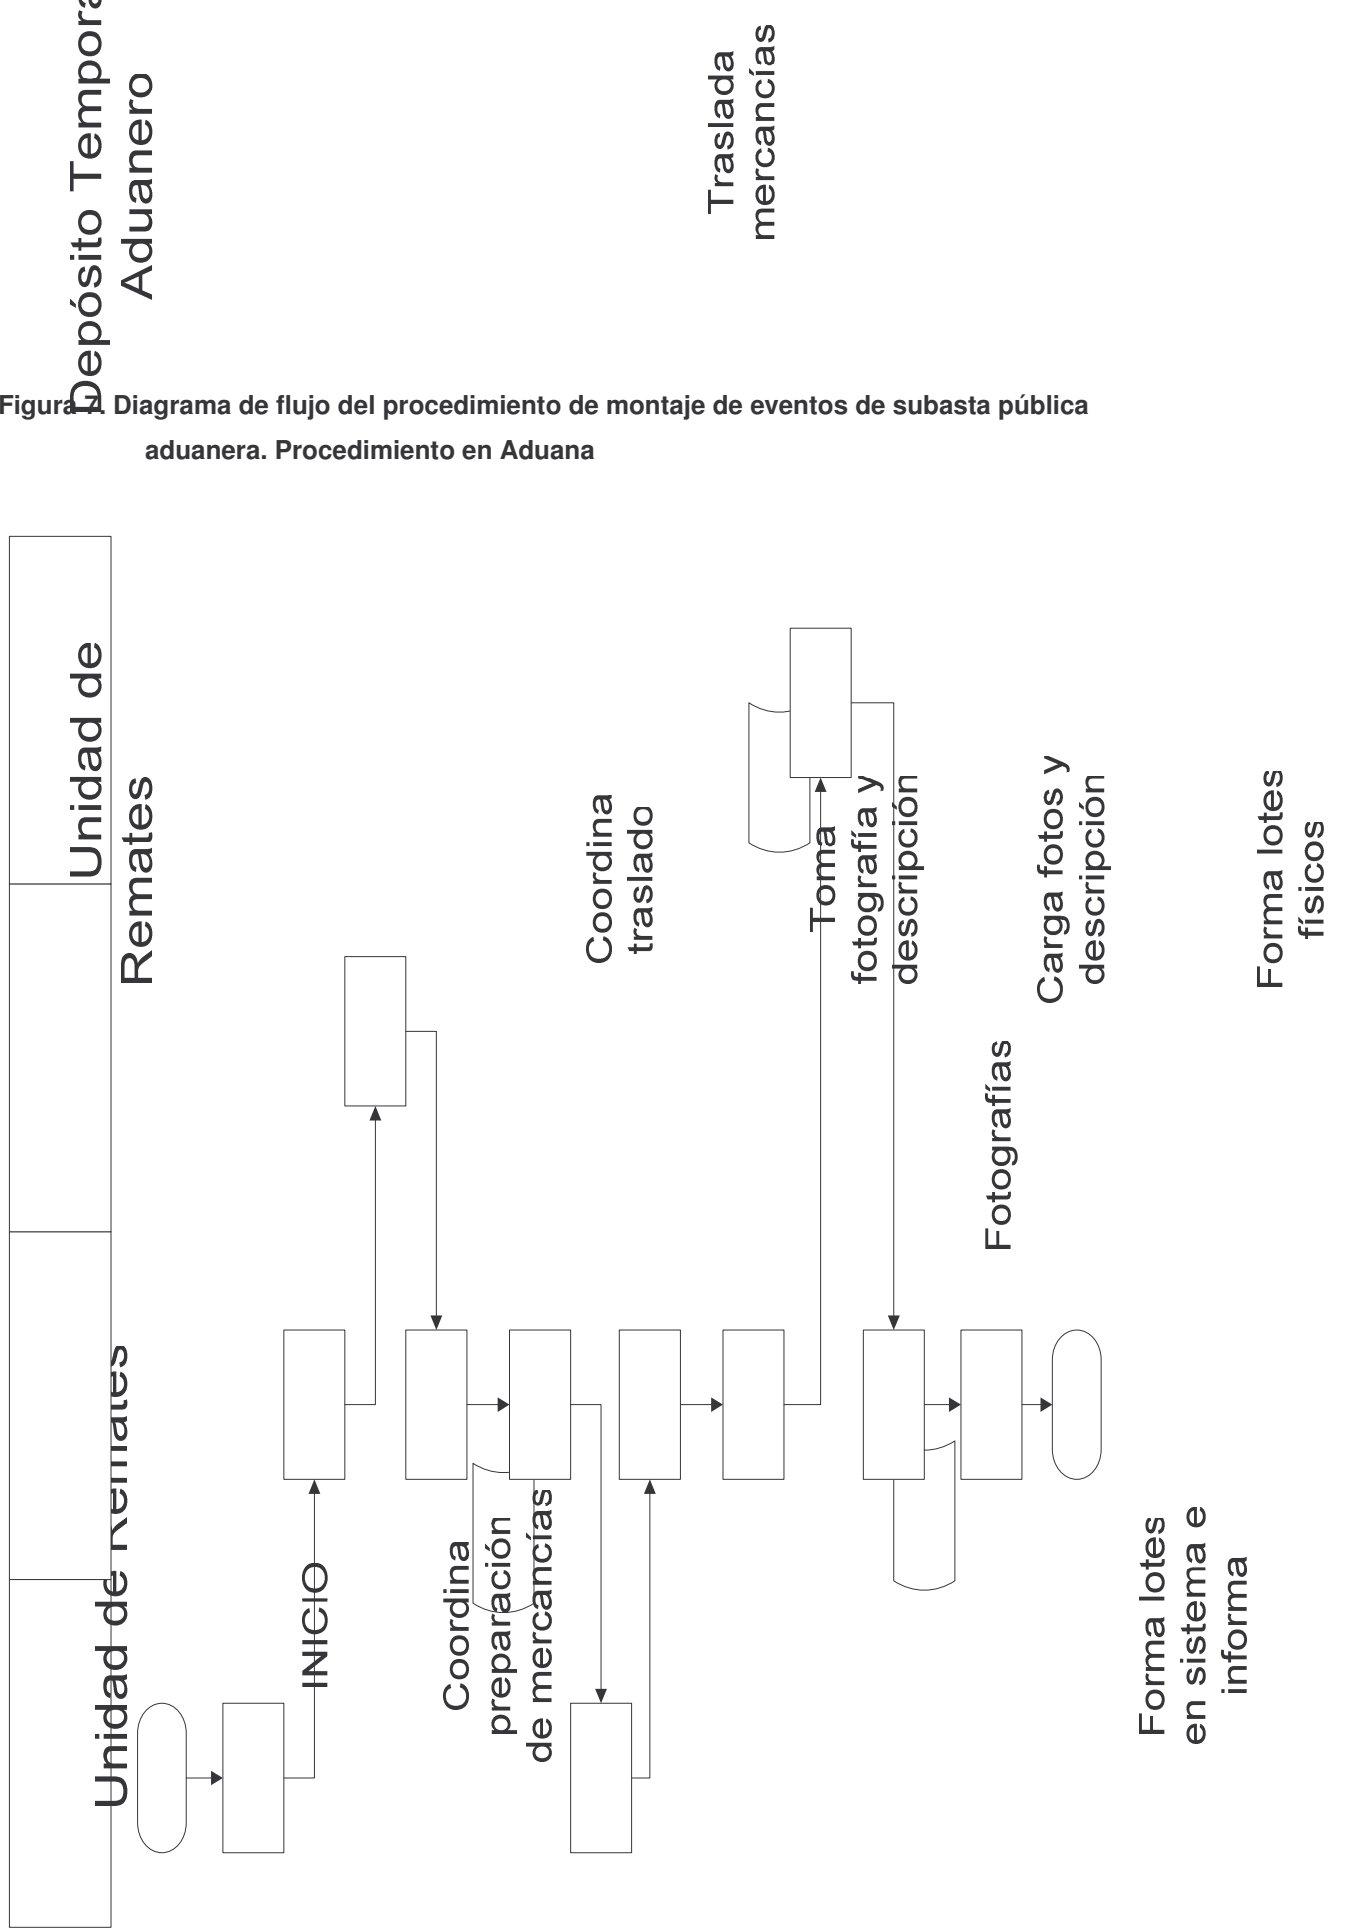 Figura 7. Diagrama de flujo del procedimiento de montaje de eventos de subasta pública
aduanera. Procedimiento en Aduana
Unidad de Remates
Unidad de
Remates
Depósito
Aduanero
INICIO
Coordina
preparación
de mercancías
Coordina
traslado
Traslada
mercancías
Toma
fotografía y
descripción
Fotografías
Carga fotos y
descripción
Forma lotes
en sistema e
informa
Forma lotes
físicos